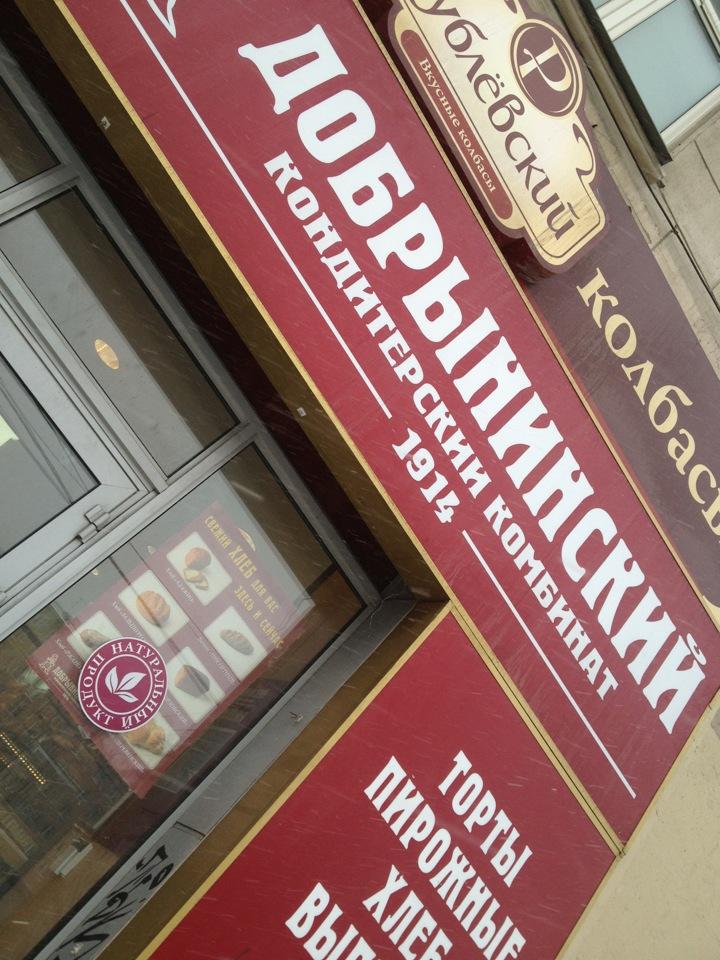 ДОБРЫНИНСКИЙ
КОНДИТЕРСКИЙ КОМБИНАТ
1914
Рублёвский
Вкусные колбасы
колбасы
ТОРТЫ
ПИРОЖНЫЕ
ХЛЕБ
СВЕЖИЙ ХЛЕБ ДЛЯ ВАС
ЗДЕСЬ И СЕЙЧАС
НАТУРАЛЬНЫЙ
ПРОДУКТ